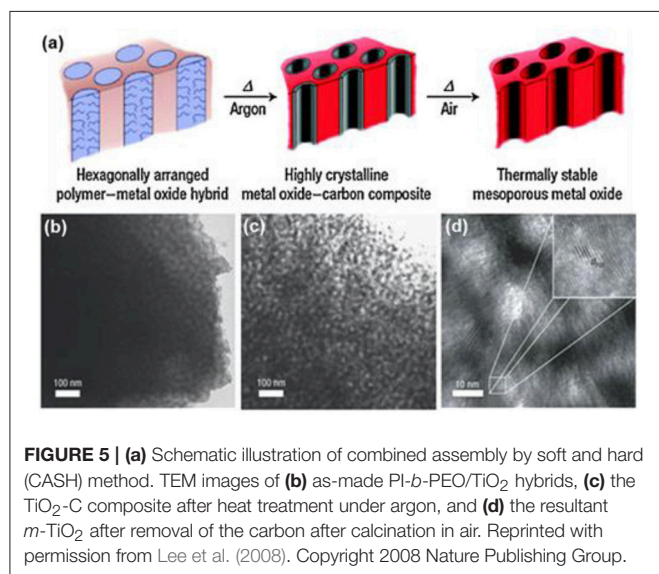 (a)
Δ
Argon
Δ
Air
Hexagonally arranged
polymer–metal oxide hybrid
Highly crystalline
metal oxide–carbon composite
Thermally stable
mesoporous metal oxide
(b)
100 nm
(c)
100 nm
(d)
10 nm
FIGURE 5 | (a) Schematic illustration of combined assembly by soft and hard
(CASH) method. TEM images of (b) as-made PI-b-PEO/TiO₂ hybrids, (c) the
TiO₂-C composite after heat treatment under argon, and (d) the resultant
m-TiO₂ after removal of the carbon after calcination in air. Reprinted with
permission from Lee et al. (2008). Copyright 2008 Nature Publishing Group.